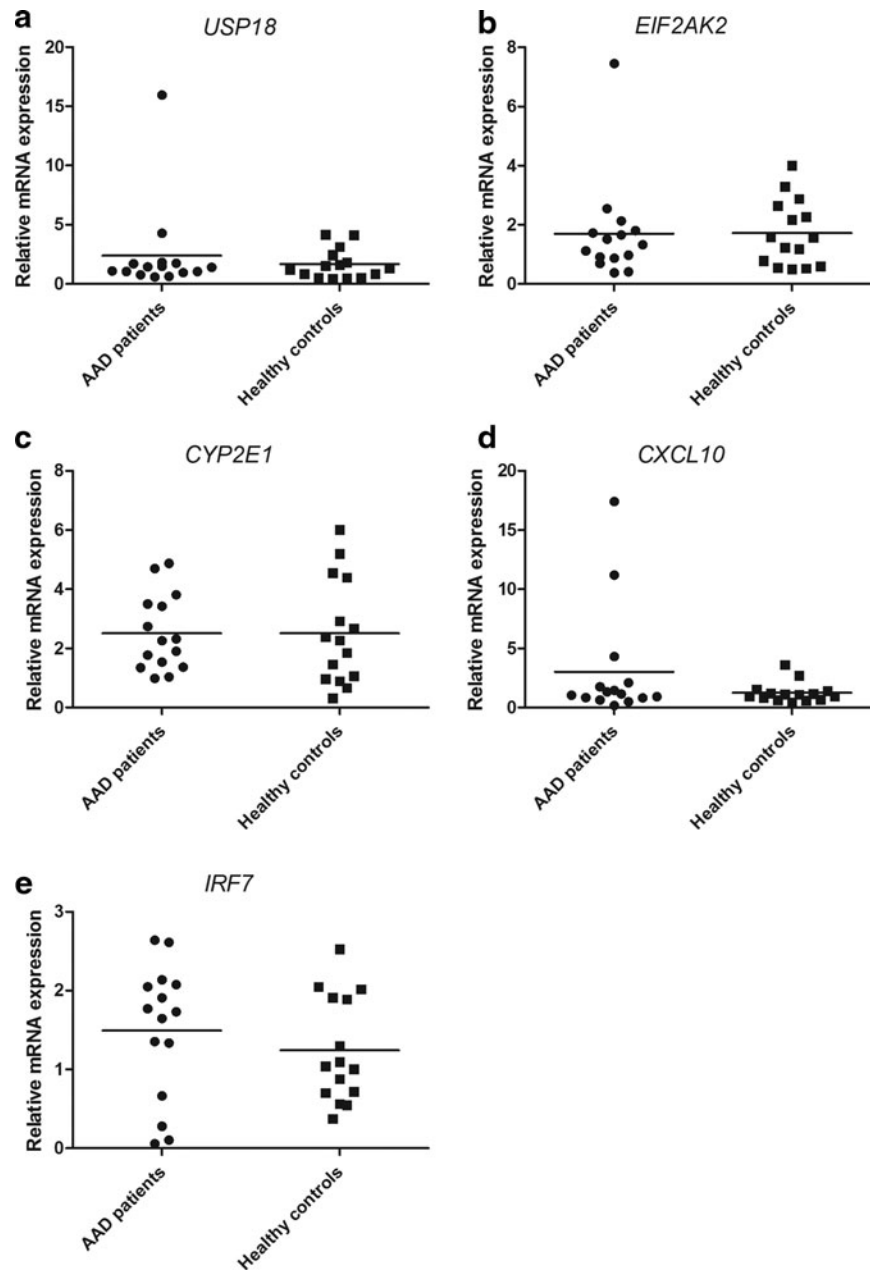 a
USP18
Relative mRNA expression
20
15
10
5
0
AAD patients
Healthy controls
b
EIF2AK2
Relative mRNA expression
8
6
4
2
0
AAD patients
Healthy controls
c
CYP2E1
Relative mRNA expression
8
6
4
2
0
AAD patients
Healthy controls
d
CXCL10
Relative mRNA expression
20
15
10
5
0
AAD patients
Healthy controls
e
IRF7
Relative mRNA expression
3
2
1
0
AAD patients
Healthy controls